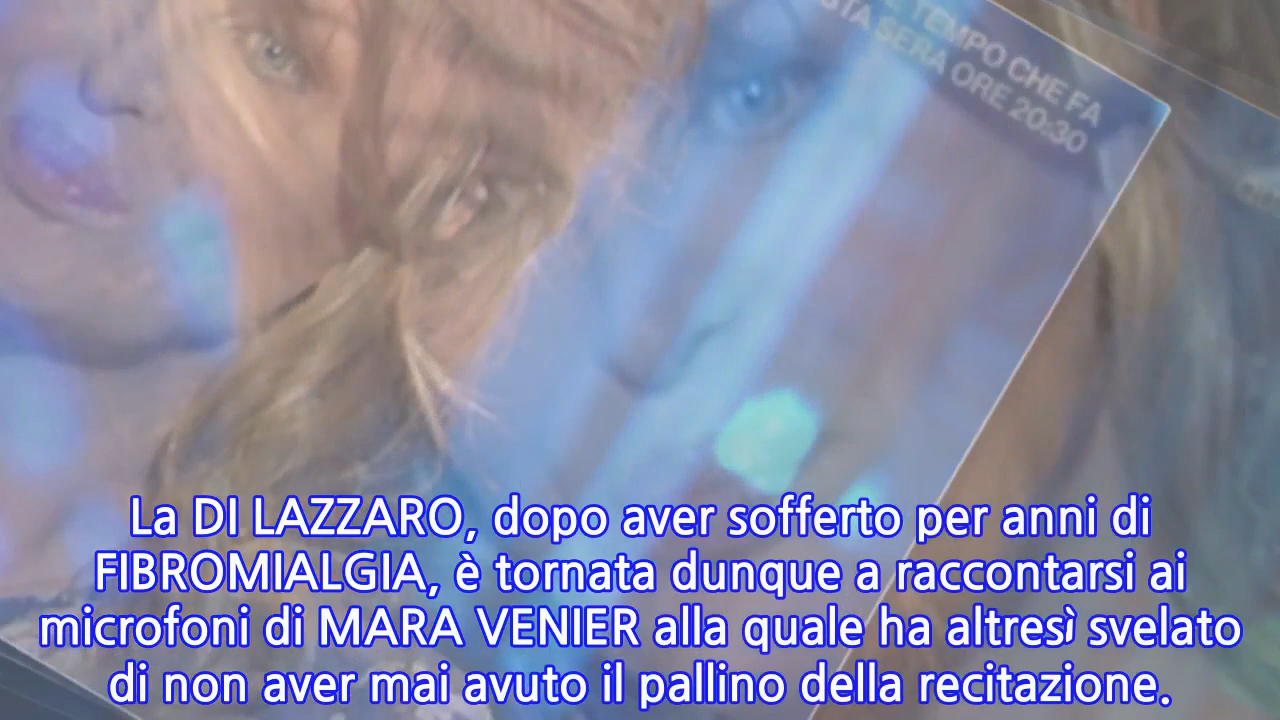 TEMPO CHE FA
STA SERA ORE 20:30
La DI LAZZARO, dopo aver sofferto per anni di
FIBROMIALGIA, è tornata dunque a raccontarsi ai
microfoni di MARA VENIER alla quale ha altresì svelato
di non aver mai avuto il pallino della recitazione.